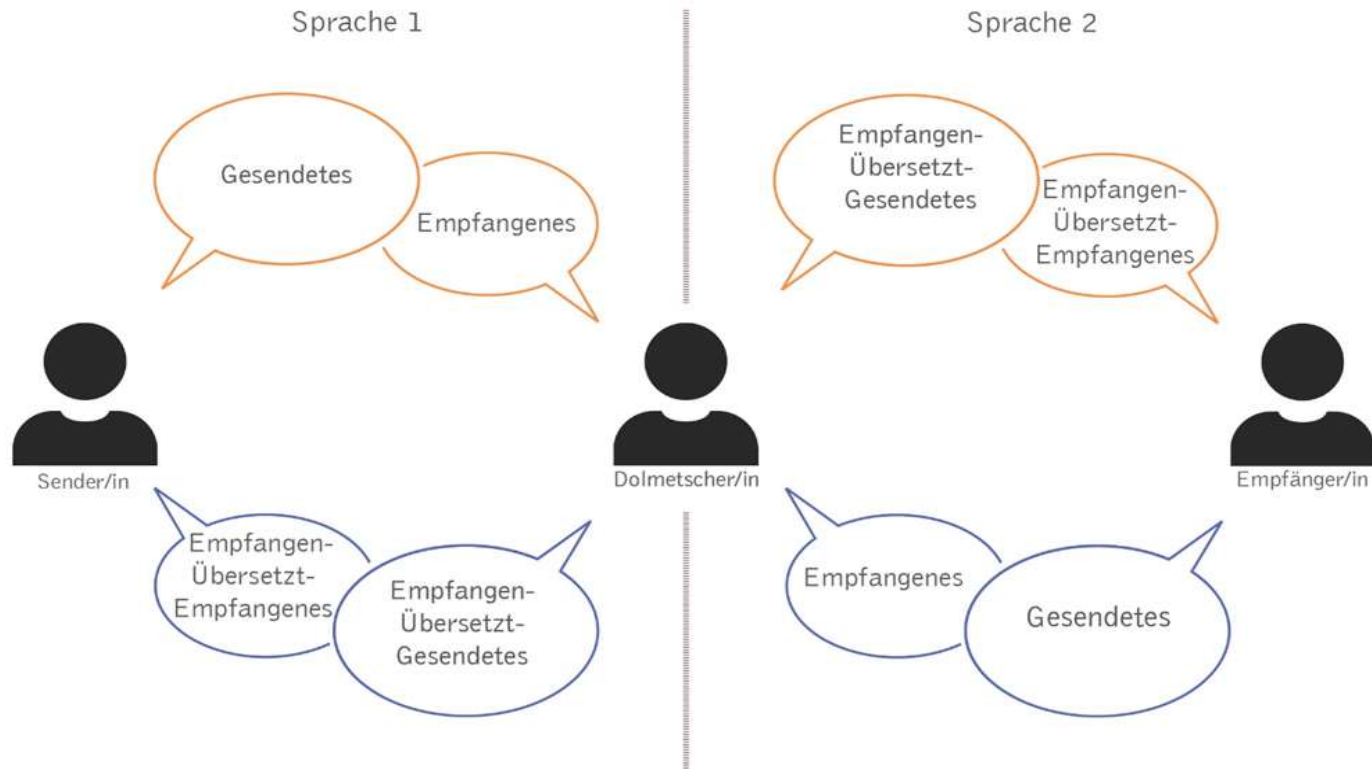 Sprache 1
Sprache 2
Gesendetes
Empfangenes
Empfangen-
Übersetzt-
Gesendetes
Empfangen-
Übersetzt-
Empfangenes
Sender/in
Dolmetscher/in
Empfänger/in
Empfangen-
Übersetzt-
Empfangenes
Empfangen-
Übersetzt-
Gesendetes
Empfangenes
Gesendetes